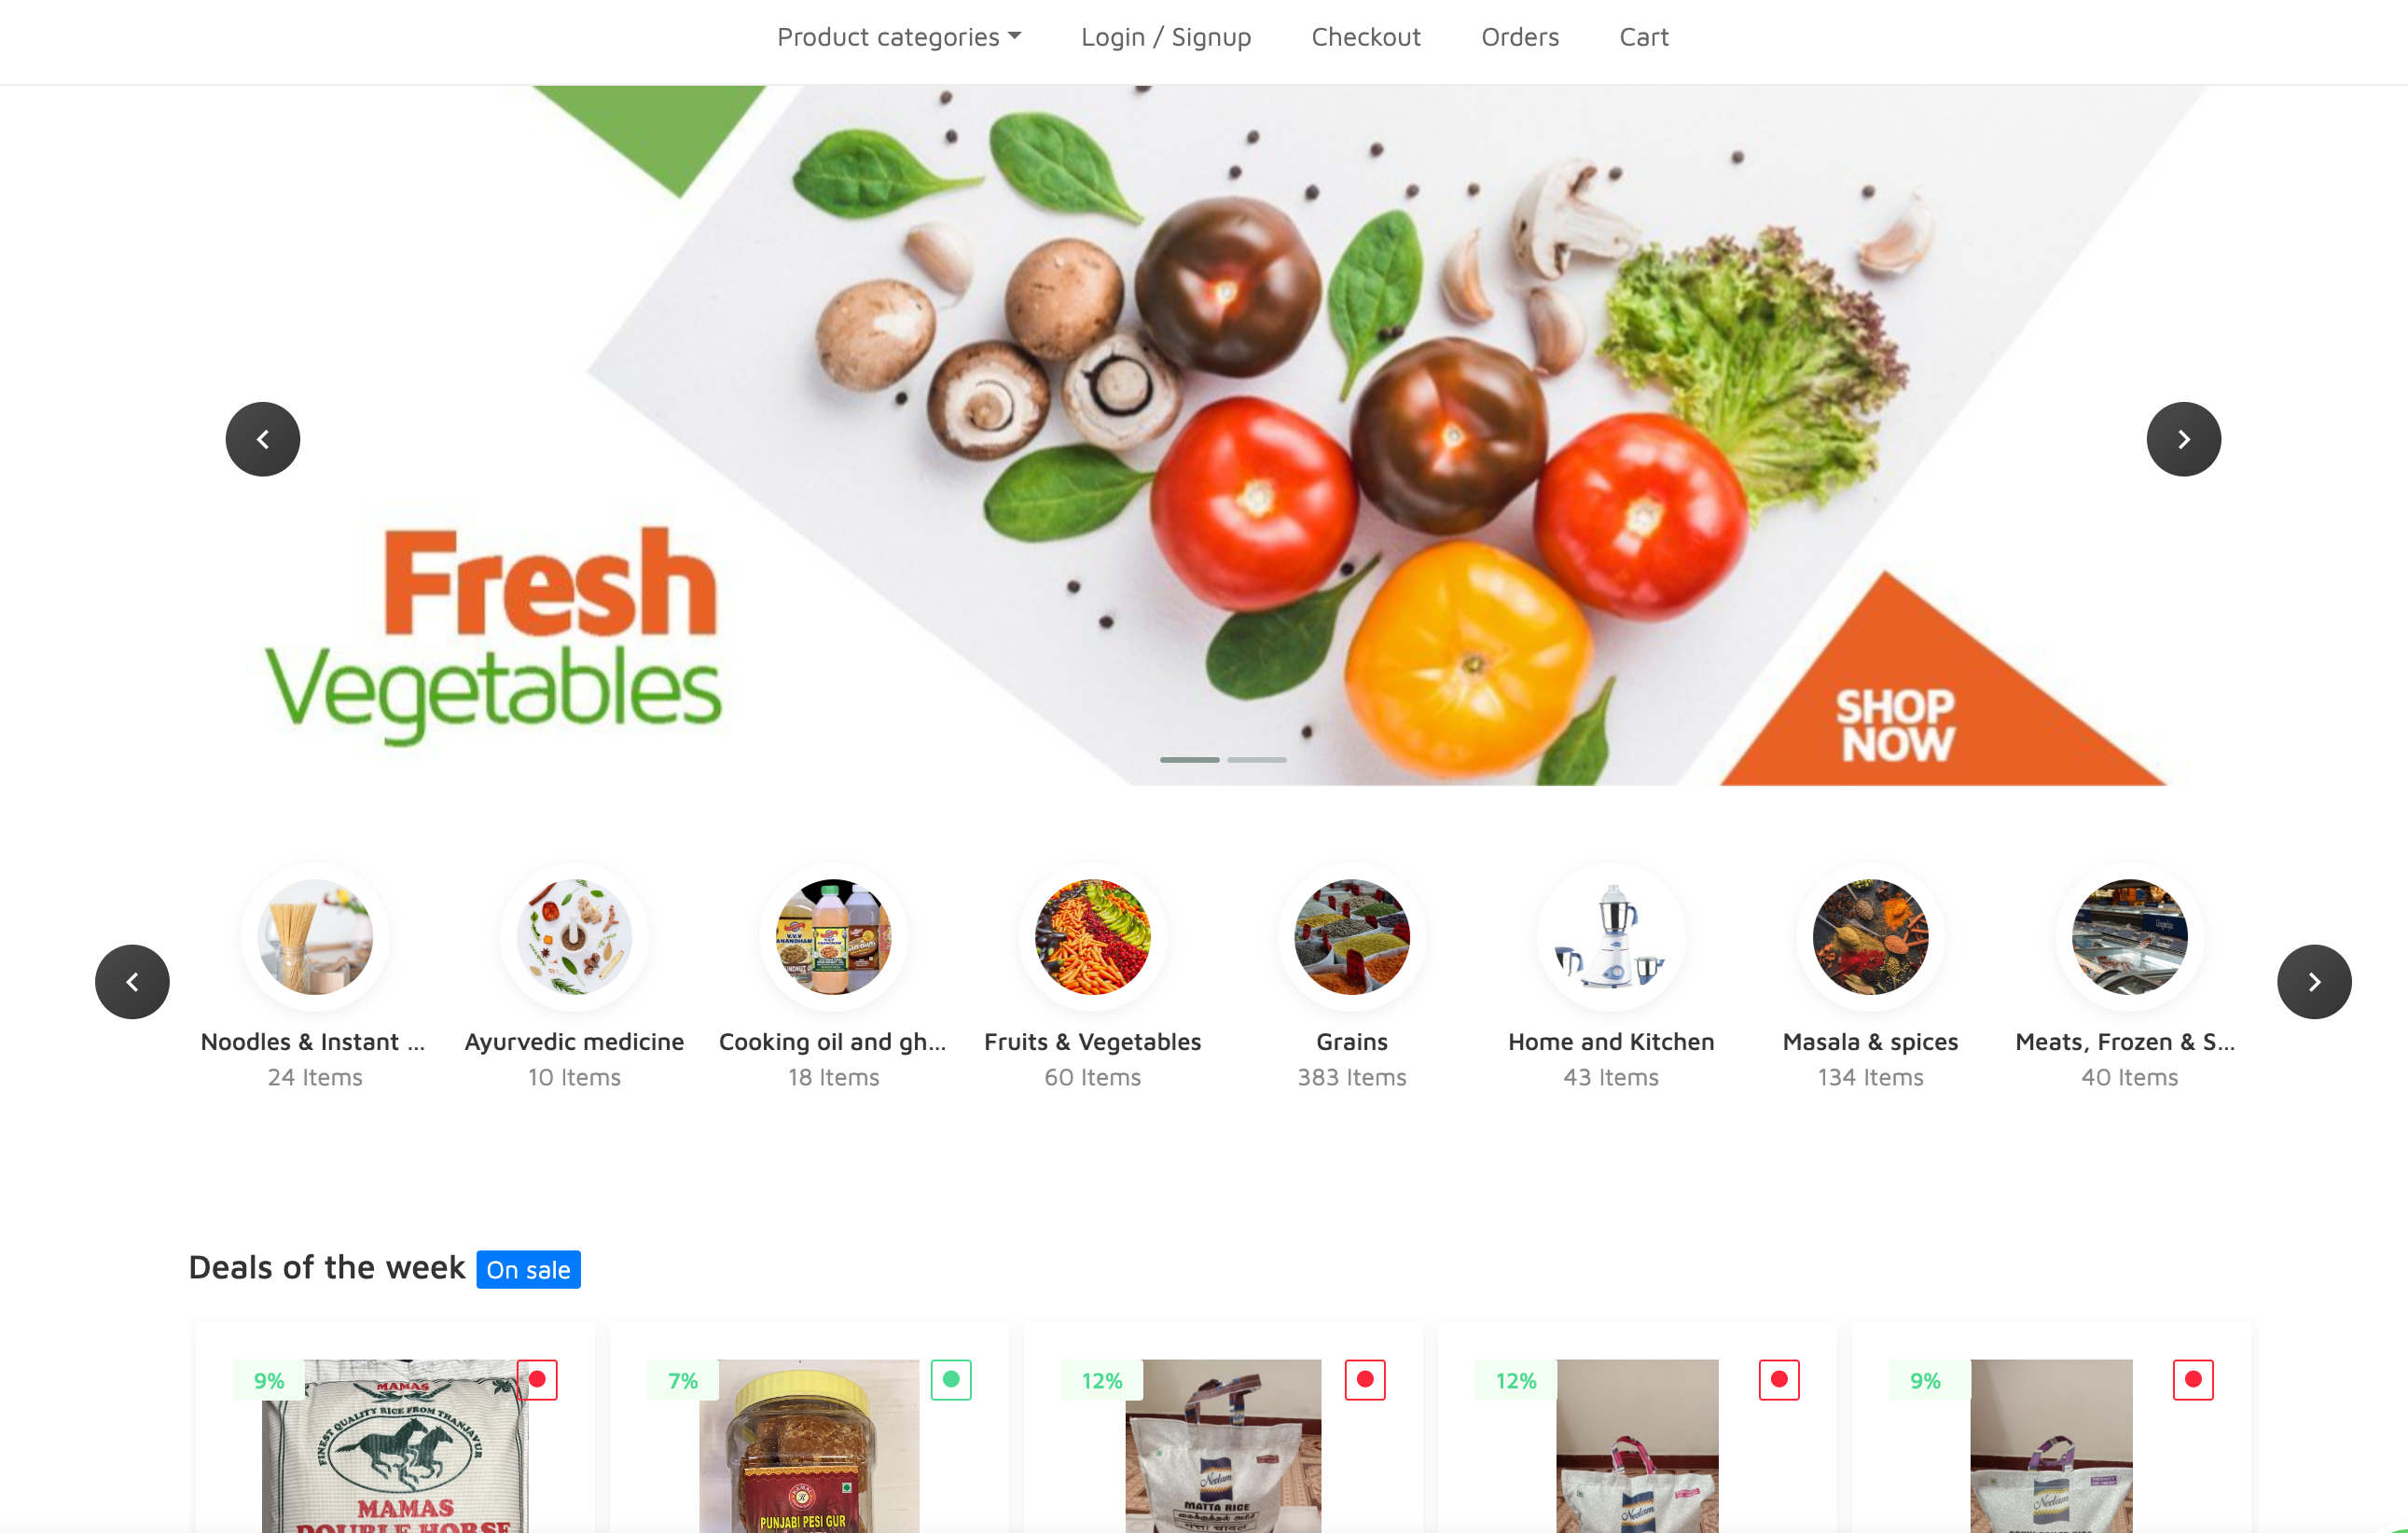 Product categories
Login / Signup
Checkout
Orders
Cart
Fresh
Vegetables
SHOP
NOW
Noodles & Instant ...
24 Items
Ayurvedic medicine
10 Items
Cooking oil and gh...
18 Items
Fruits & Vegetables
60 Items
Grains
383 Items
Home and Kitchen
43 Items
Masala & spices
134 Items
Meats, Frozen & S...
40 Items
Deals of the week
On sale
9%
MAMAS
FINEST QUALITY RICE FROM THANJAVUR
MAMAS
DOUBLE HORSE
7%
PUNJABI PESI GUR
12%
Neelam
MATTA RICE
12%
Neelam
9%
Neelam